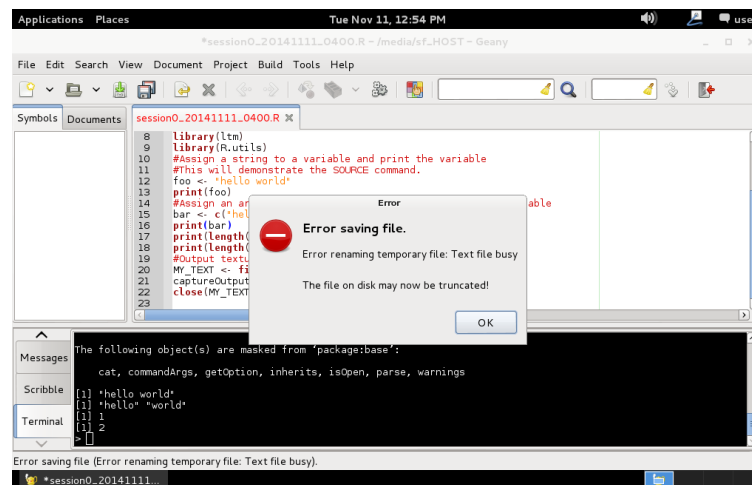 Applications Places Tue Nov 11, 12:54 PM use
*session0_20141111_0400.R – /media/sf_HOST – Geany
File Edit Search View Document Project Build Tools Help
Symbols Documents session0_20141111_0400.R
8 library(ltm)
9 library(R.utils)
10 #Assign a string to a variable and print the variable
11 #This will demonstrate the SOURCE command.
12 foo <- "hello world"
13 print(foo)
14 #Assign an ar able
15 bar <- c("hel
16 print(bar)
17 print(length(
18 print(length(
19 #Output textu
20 MY_TEXT <- fi
21 captureOutput
22 close(MY_TEXT
23
Error
Error saving file.
Error renaming temporary file: Text file busy
The file on disk may now be truncated!
OK
Messages
Scribble
Terminal
The following object(s) are masked from ‘package:base’:
cat, commandArgs, getOption, inherits, isOpen, parse, warnings
[1] "hello world"
[1] "hello" "world"
[1] 1
[1] 2
>
Error saving file (Error renaming temporary file: Text file busy).
*session0_20141111...